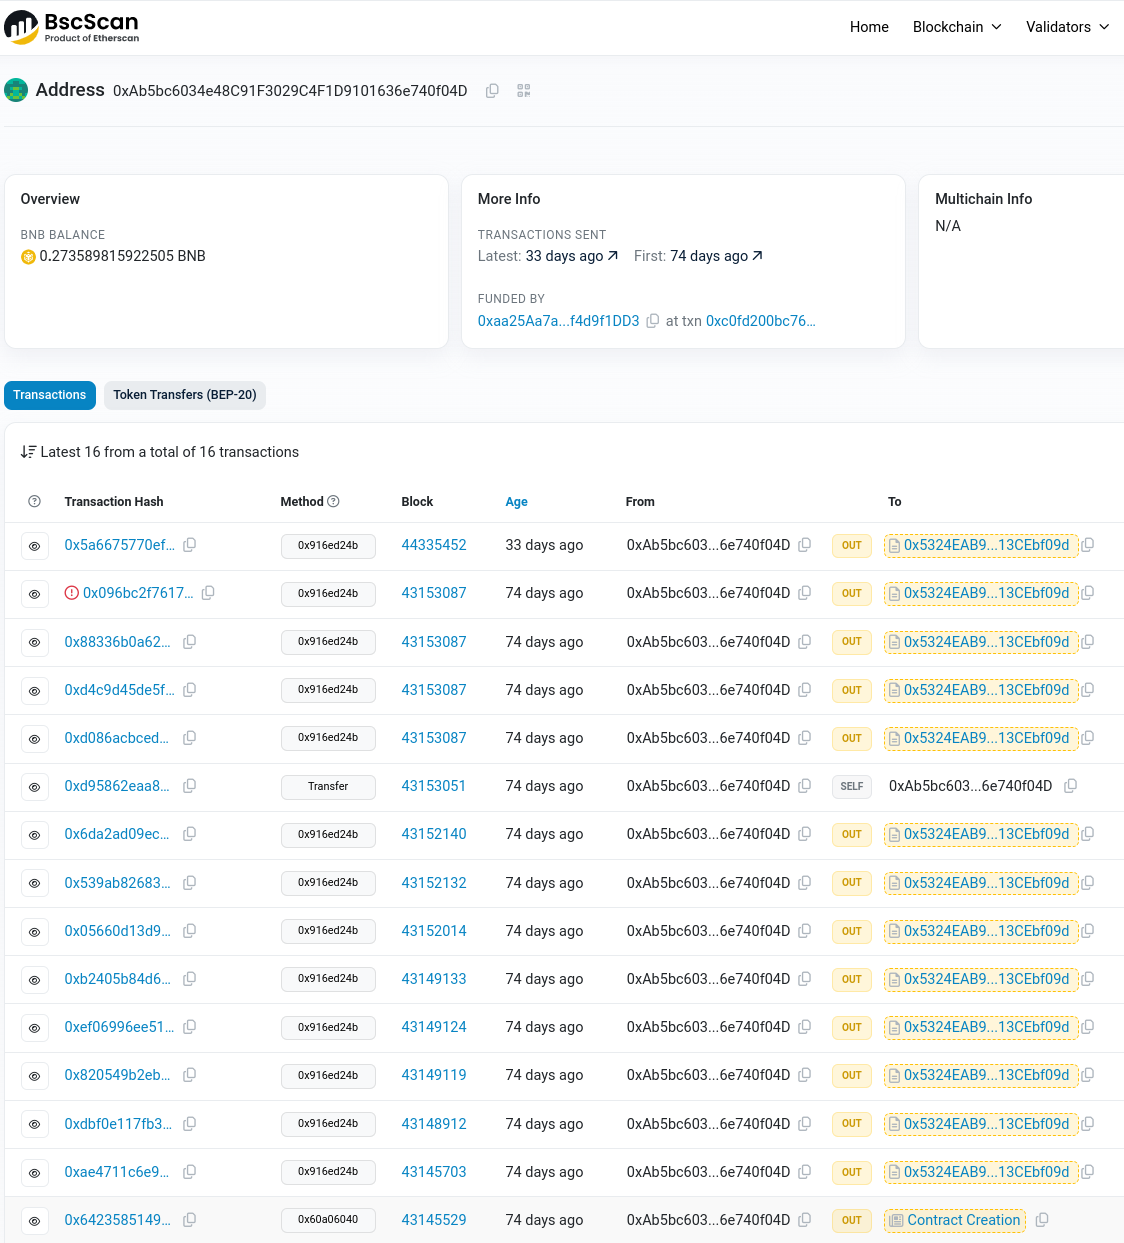 BscScan
Product of Etherscan
Home Blockchain Validators
Address 0xAb5bc6034e48C91F3029C4F1D9101636e740f04D
Overview
BNB BALANCE
0.273589815922505 BNB
More Info
TRANSACTIONS SENT
Latest: 33 days ago First: 74 days ago
FUNDED BY
0xaa25Aa7a...f4d9f1DD3 at txn 0xc0fd200bc76...
Multichain Info
N/A
Transactions Token Transfers (BEP-20)
Latest 16 from a total of 16 transactions
Transaction Hash Method Block Age From To
0x5a6675770ef... 0x916ed24b 44335452 33 days ago 0xAb5bc603...6e740f04D OUT 0x5324EAB9...13CEbf09d
0x096bc2f7617... 0x916ed24b 43153087 74 days ago 0xAb5bc603...6e740f04D OUT 0x5324EAB9...13CEbf09d
0x88336b0a62... 0x916ed24b 43153087 74 days ago 0xAb5bc603...6e740f04D OUT 0x5324EAB9...13CEbf09d
0xd4c9d45de5f... 0x916ed24b 43153087 74 days ago 0xAb5bc603...6e740f04D OUT 0x5324EAB9...13CEbf09d
0xd086acbced... 0x916ed24b 43153087 74 days ago 0xAb5bc603...6e740f04D OUT 0x5324EAB9...13CEbf09d
0xd95862eaa8... Transfer 43153051 74 days ago 0xAb5bc603...6e740f04D SELF 0xAb5bc603...6e740f04D
0x6da2ad09ec... 0x916ed24b 43152140 74 days ago 0xAb5bc603...6e740f04D OUT 0x5324EAB9...13CEbf09d
0x539ab82683... 0x916ed24b 43152132 74 days ago 0xAb5bc603...6e740f04D OUT 0x5324EAB9...13CEbf09d
0x05660d13d9... 0x916ed24b 43152014 74 days ago 0xAb5bc603...6e740f04D OUT 0x5324EAB9...13CEbf09d
0xb2405b84d6... 0x916ed24b 43149133 74 days ago 0xAb5bc603...6e740f04D OUT 0x5324EAB9...13CEbf09d
0xef06996ee51... 0x916ed24b 43149124 74 days ago 0xAb5bc603...6e740f04D OUT 0x5324EAB9...13CEbf09d
0x820549b2eb... 0x916ed24b 43149119 74 days ago 0xAb5bc603...6e740f04D OUT 0x5324EAB9...13CEbf09d
0xdbf0e117fb3... 0x916ed24b 43148912 74 days ago 0xAb5bc603...6e740f04D OUT 0x5324EAB9...13CEbf09d
0xae4711c6e9... 0x916ed24b 43145703 74 days ago 0xAb5bc603...6e740f04D OUT 0x5324EAB9...13CEbf09d
0x6423585149... 0x60a06040 43145529 74 days ago 0xAb5bc603...6e740f04D OUT Contract Creation